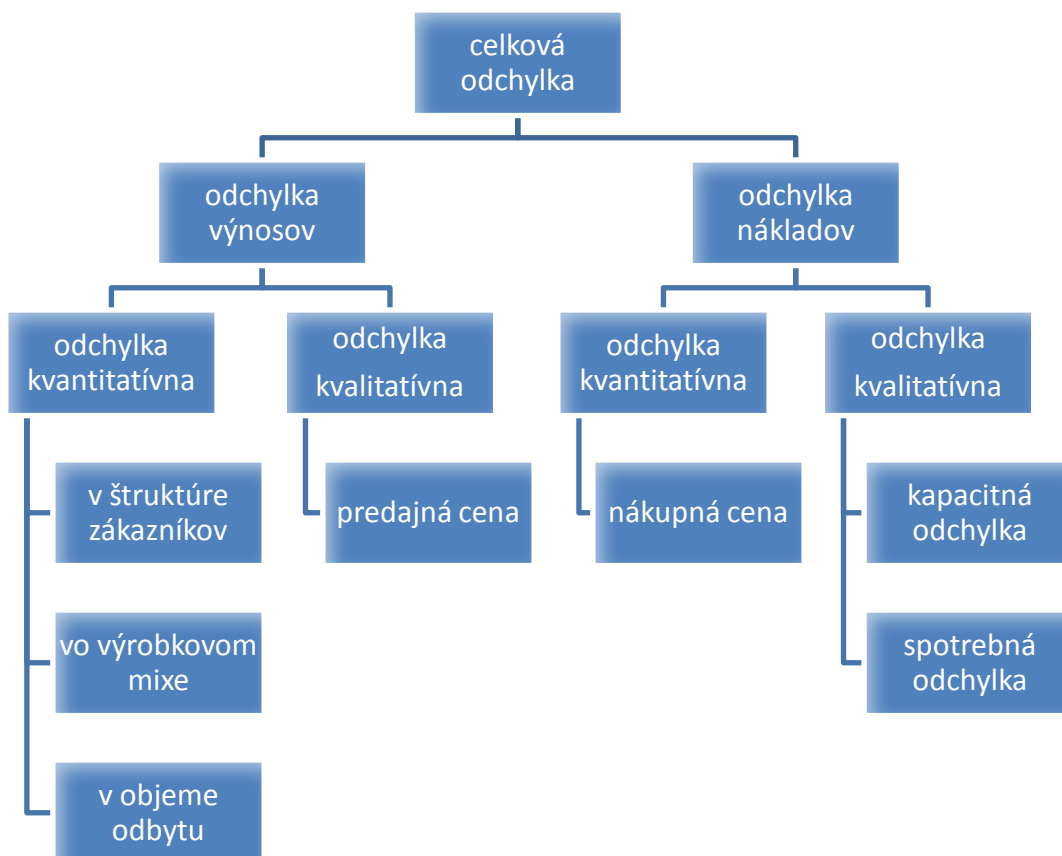 celková
odchylka
odchylka
výnosov
odchylka
nákladov
odchylka
kvantitatívna
odchylka
kvalitatívna
odchylka
kvantitatívna
odchylka
kvalitatívna
v štruktúre
zákazníkov
predajná cena
nákupná cena
kapacitná
odchylka
vo výrobkovom
mixe
spotrebná
odchylka
v objeme
odbytu